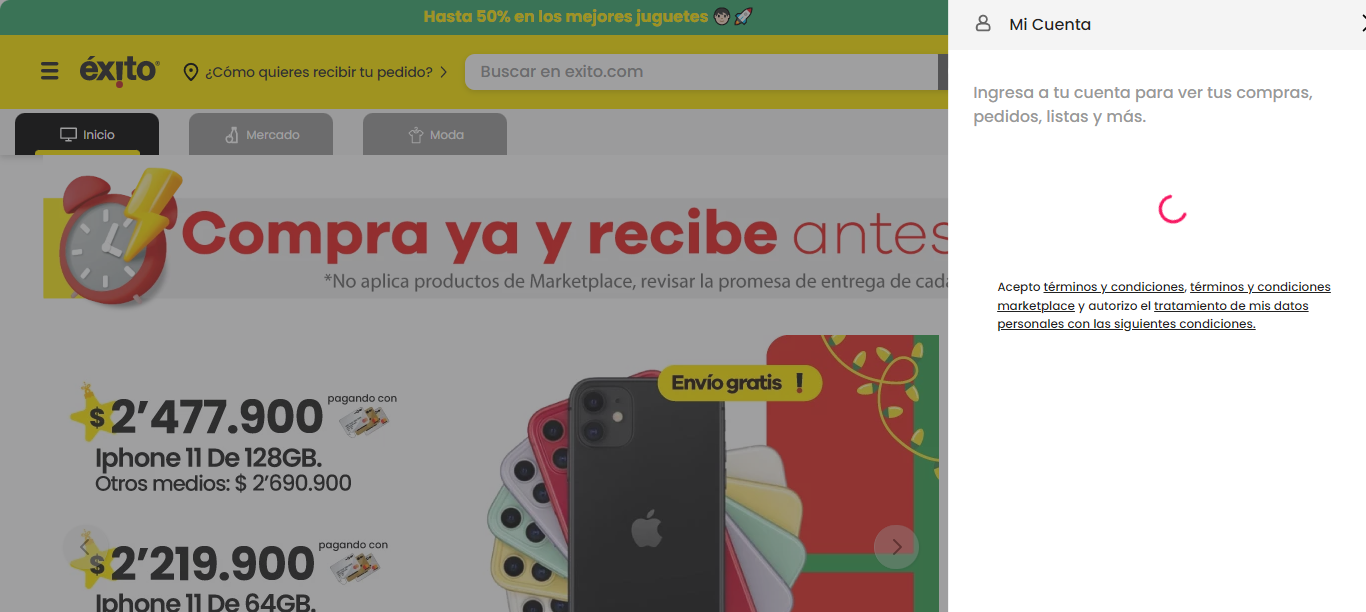 Hasta 50% en los mejores juguetes
éxito
¿Cómo quieres recibir tu pedido?
Buscar en exito.com
Inicio
Mercado
Moda
Compra ya y recibe antes
*No aplica productos de Marketplace, revisar la promesa de entrega de cada
Envío gratis !
$2'477.900
pagando con
Iphone 11 De 128GB.
Otros medios: $ 2'690.900
$2'219.900
pagando con
Iphone 11 De 64GB.
Mi Cuenta
Ingresa a tu cuenta para ver tus compras,
pedidos, listas y más.
Acepto términos y condiciones, términos y condiciones
marketplace y autorizo el tratamiento de mis datos
personales con las siguientes condiciones.